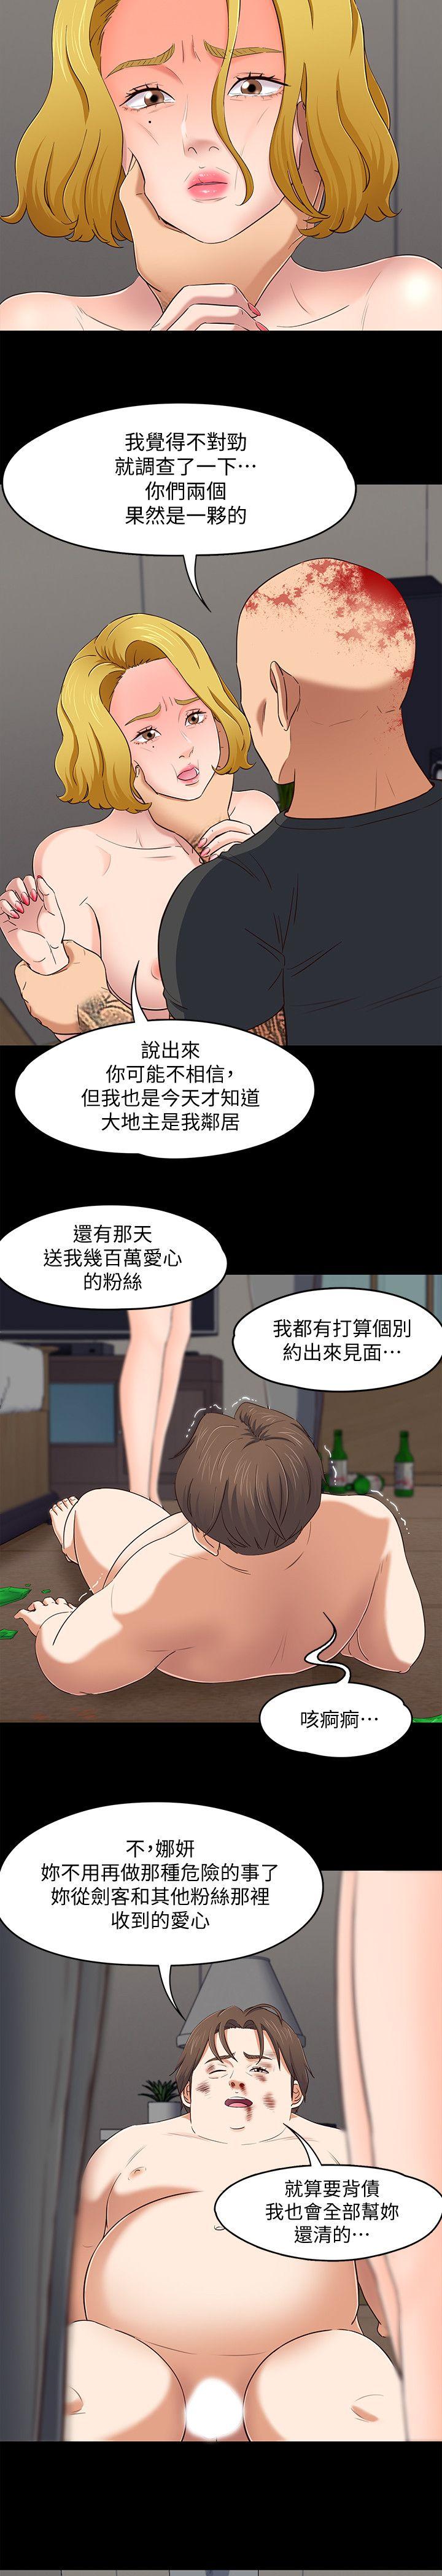 我覺得不對勁
就調查了一下…
你們兩個
果然是一夥的
說出來
你可能不相信，
但我也是今天才知道
大地主是我鄰居
還有那天
送我幾百萬愛心
的粉絲
我都有打算個別
約出來見面…
咳痾痾…
不，娜妍
妳不用再做那種危險的事了
妳從劍客和其他粉絲那裡
收到的愛心
就算要背債
我也會全部幫妳
還清的…